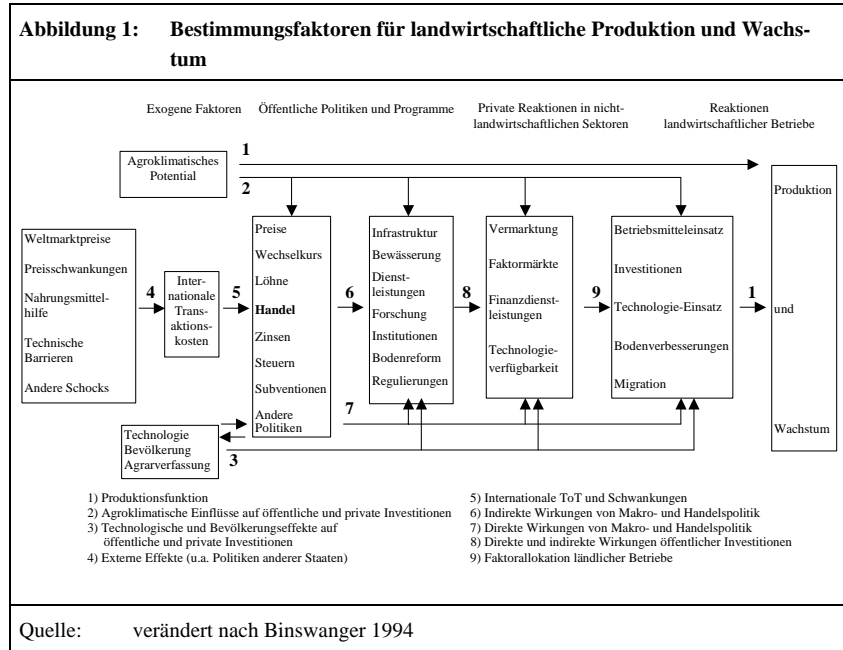 Abbildung 1: Bestimmungsfaktoren für landwirtschaftliche Produktion und Wachs-
tum
Exogene Faktoren
Öffentliche Politiken und Programme
Private Reaktionen in nicht-
landwirtschaftlichen Sektoren
Reaktionen
landwirtschaftlicher Betriebe
Agroklimatisches
Potential
1
2
Weltmarktpreise
Preisschwankungen
Nahrungsmittel-
hilfe
Technische
Barrieren
Andere Schocks
4
Inter-
nationale
Trans-
aktions-
kosten
5
Preise
Wechselkurs
Löhne
Handel
Zinsen
Steuern
Subventionen
Andere
Politiken
6
Infrastruktur
Bewässerung
Dienst-
leistungen
Forschung
Institutionen
Bodenreform
Regulierungen
8
Vermarktung
Faktormärkte
Finanzdienst-
leistungen
Technologie-
verfügbarkeit
9
Betriebsmitteleinsatz
Investitionen
Technologie-Einsatz
Bodenverbesserungen
Migration
1
Produktion
und
Wachstum
7
Technologie
Bevölkerung
Agrarverfassung
3
1) Produktionsfunktion
2) Agroklimatische Einflüsse auf öffentliche und private Investitionen
3) Technologische und Bevölkerungseffekte auf
öffentliche und private Investitionen
4) Externe Effekte (u.a. Politiken anderer Staaten)
5) Internationale ToT und Schwankungen
6) Indirekte Wirkungen von Makro- und Handelspolitik
7) Direkte Wirkungen von Makro- und Handelspolitik
8) Direkte und indirekte Wirkungen öffentlicher Investitionen
9) Faktorallokation ländlicher Betriebe
Quelle: verändert nach Binswanger 1994